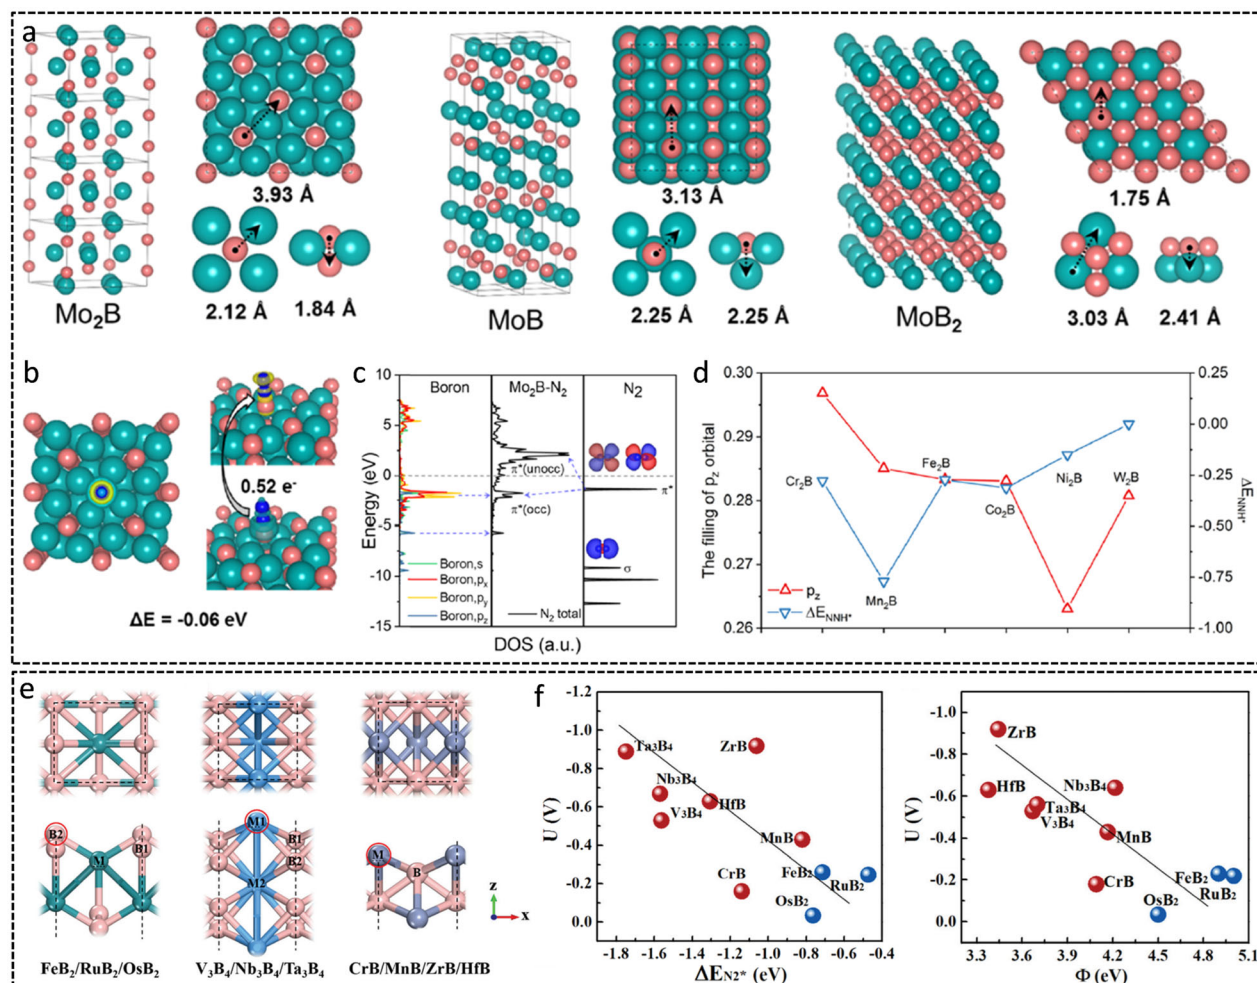 a
3.93 Å
2.12 Å
1.84 Å
Mo₂B
3.13 Å
2.25 Å
2.25 Å
MoB
1.75 Å
3.03 Å
2.41 Å
MoB₂
b
0.52 e⁻
ΔE = -0.06 eV
c
Boron
Mo₂B-N₂
N₂
10
5
0
-5
-10
-15
Energy (eV)
π*(unocc)
π*(occ)
π*
σ
Boron,s
Boron,pₓ
Boron,p_y
Boron,p_z
N₂ total
DOS (a.u.)
d
0.30
0.29
0.28
0.27
0.26
The filling of p_z orbital
0.25
0.00
-0.25
-0.50
-0.75
-1.00
ΔE_NNH*
Cr₂B
Mn₂B
Fe₂B
Co₂B
Ni₂B
W₂B
p_z
ΔE_NNH*
e
B2
M
B1
M1
B1
B2
M2
M1
B
z
x
FeB₂/RuB₂/OsB₂
V₃B₄/Nb₃B₄/Ta₃B₄
CrB/MnB/ZrB/HfB
f
-1.2
-1.0
-0.8
-0.6
-0.4
-0.2
0.0
U (V)
Ta₃B₄
ZrB
Nb₃B₄
HfB
V₃B₄
MnB
CrB
FeB₂
RuB₂
OsB₂
-1.8 -1.6 -1.4 -1.2 -1.0 -0.8 -0.6 -0.4
ΔE_N2* (eV)
-1.0
-0.8
-0.6
-0.4
-0.2
0.0
U (V)
ZrB
HfB
Nb₃B₄
Ta₃B₄
V₃B₄
MnB
CrB
FeB₂
RuB₂
OsB₂
3.3 3.6 3.9 4.2 4.5 4.8 5.1
Φ (eV)